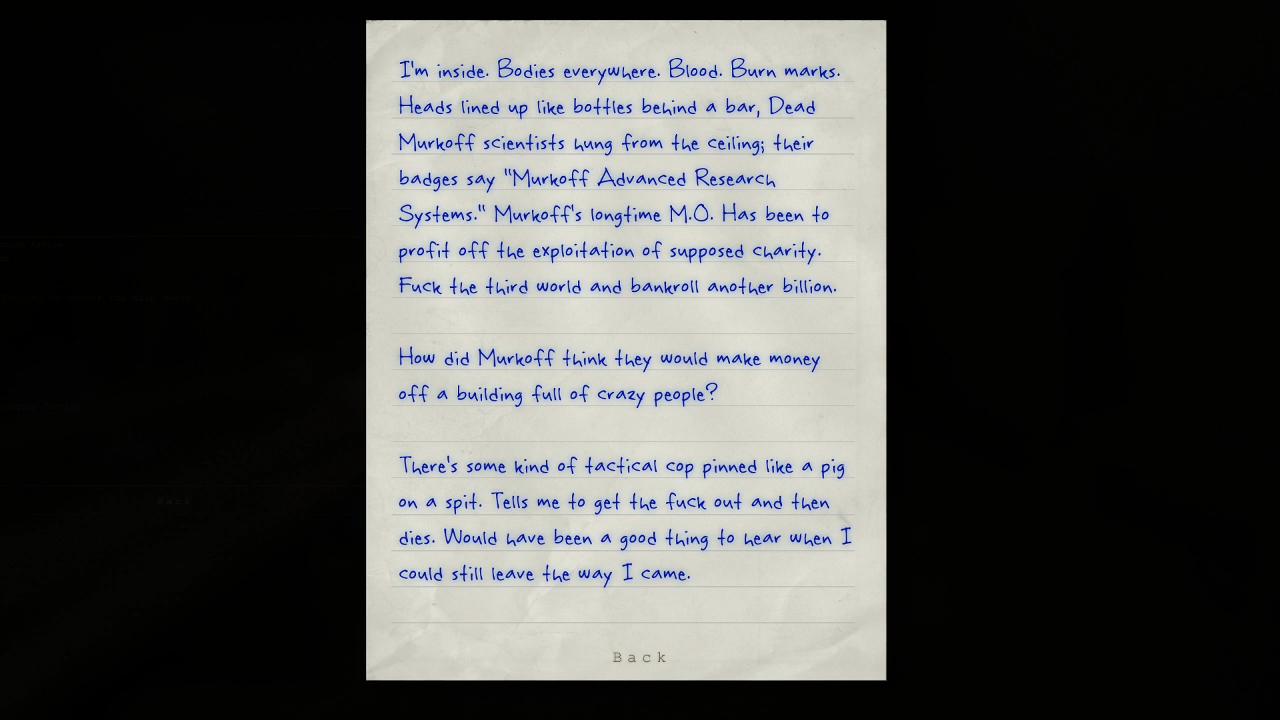 I'm inside. Bodies everywhere. Blood. Burn marks.
Heads lined up like bottles behind a bar, Dead
Murkoff scientists hung from the ceiling; their
badges say "Murkoff Advanced Research
Systems." Murkoff's longtime M.O. Has been to
profit off the exploitation of supposed charity.
Fuck the third world and bankroll another billion.
How did Murkoff think they would make money
off a building full of crazy people?
There's some kind of tactical cop pinned like a pig
on a spit. Tells me to get the fuck out and then
dies. Would have been a good thing to hear when I
could still leave the way I came.
Back